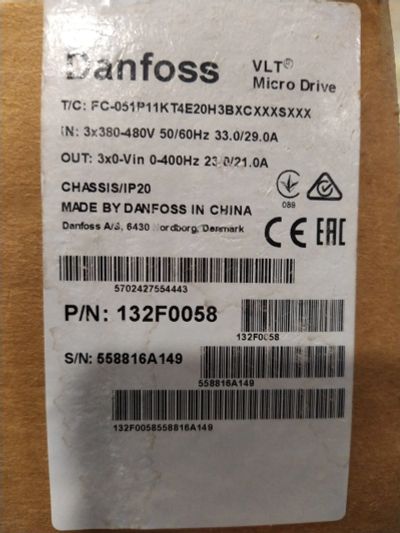 Danfoss
VLT®
Micro Drive
T/C: FC-051P11KT4E20H3BXCXXXSXXX
IN: 3x380-480V 50/60Hz 33.0/29.0A
OUT: 3x0-Vin 0-400Hz 23.0/21.0A
CHASSIS/IP20
MADE BY DANFOSS IN CHINA
089
Danfoss A/S, 6430 Nordborg, Denmark
CE EAC
5702427554443
P/N: 132F0058
132F0058
S/N: 558816A149
558816A149
132F0058558816A149